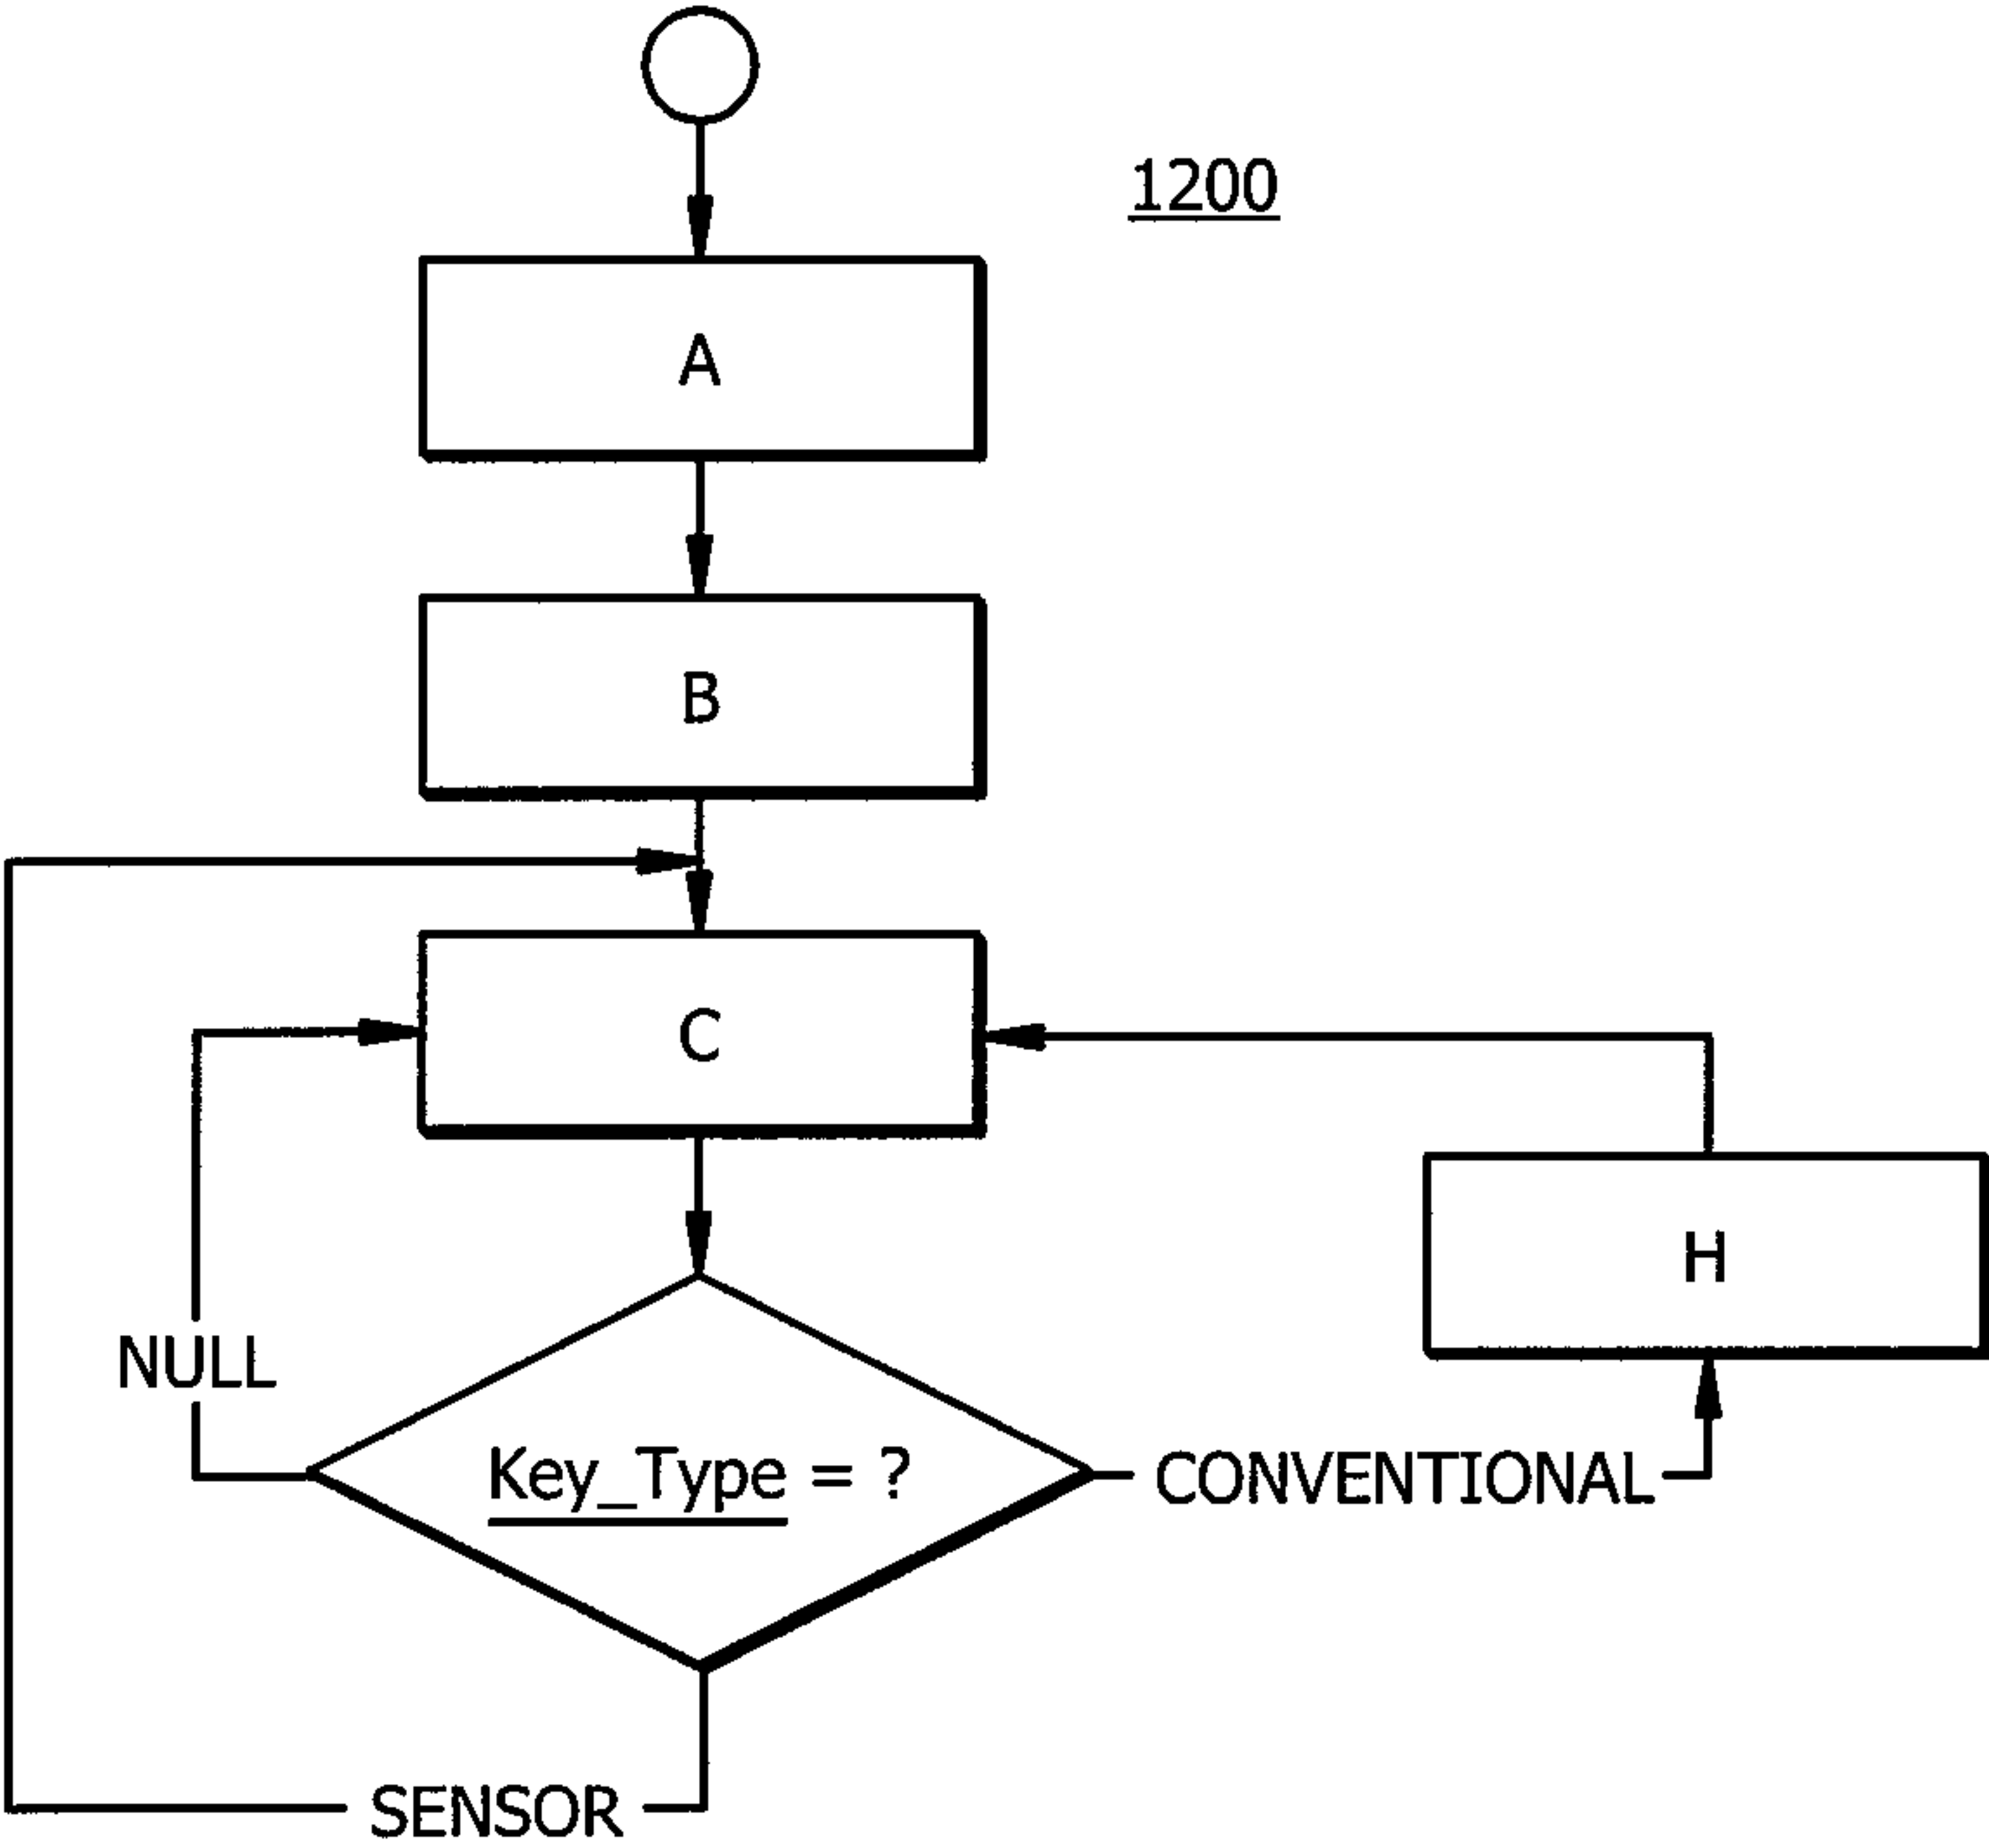 1200
A
B
C
H
NULL
Key_Type = ?
CONVENTIONAL
SENSOR